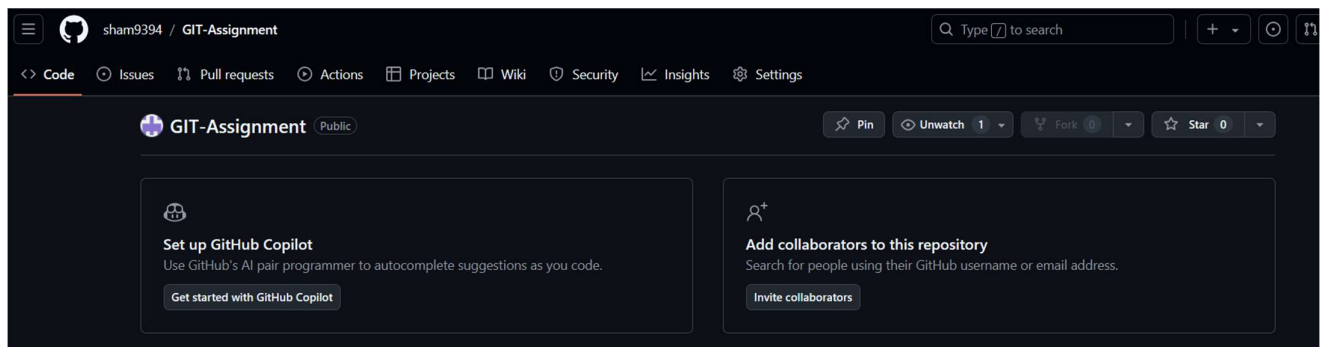 sham9394 / GIT-Assignment Type / to search +
Code Issues Pull requests Actions Projects Wiki Security Insights Settings
GIT-Assignment Public Pin Unwatch 1 Fork 0 Star 0
Set up GitHub Copilot
Use GitHub's AI pair programmer to autocomplete suggestions as you code.
Get started with GitHub Copilot
Add collaborators to this repository
Search for people using their GitHub username or email address.
Invite collaborators